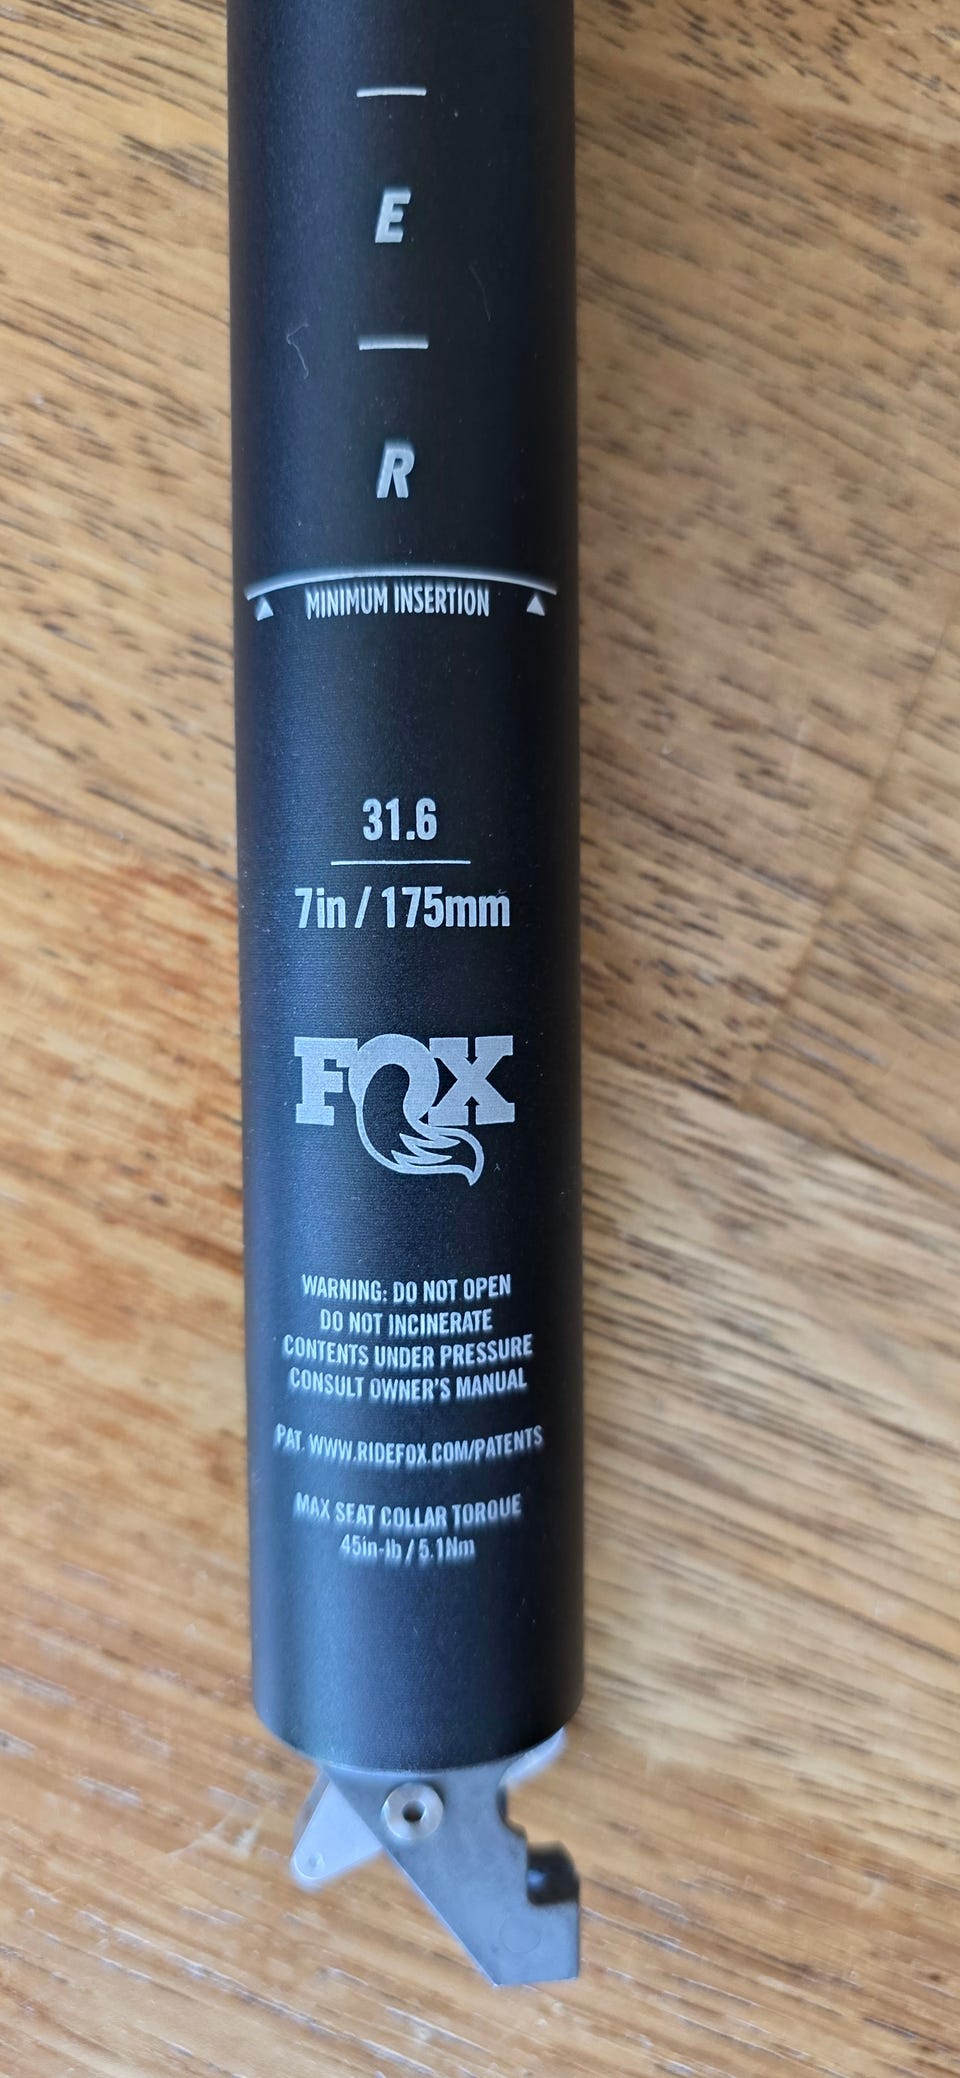 E
R
MINIMUM INSERTION
31.6
7in / 175mm
FOX
WARNING: DO NOT OPEN
DO NOT INCINERATE
CONTENTS UNDER PRESSURE
CONSULT OWNER'S MANUAL
PAT. WWW.RIDEFOX.COM/PATENTS
MAX SEAT COLLAR TORQUE
45in-lb / 5.1Nm